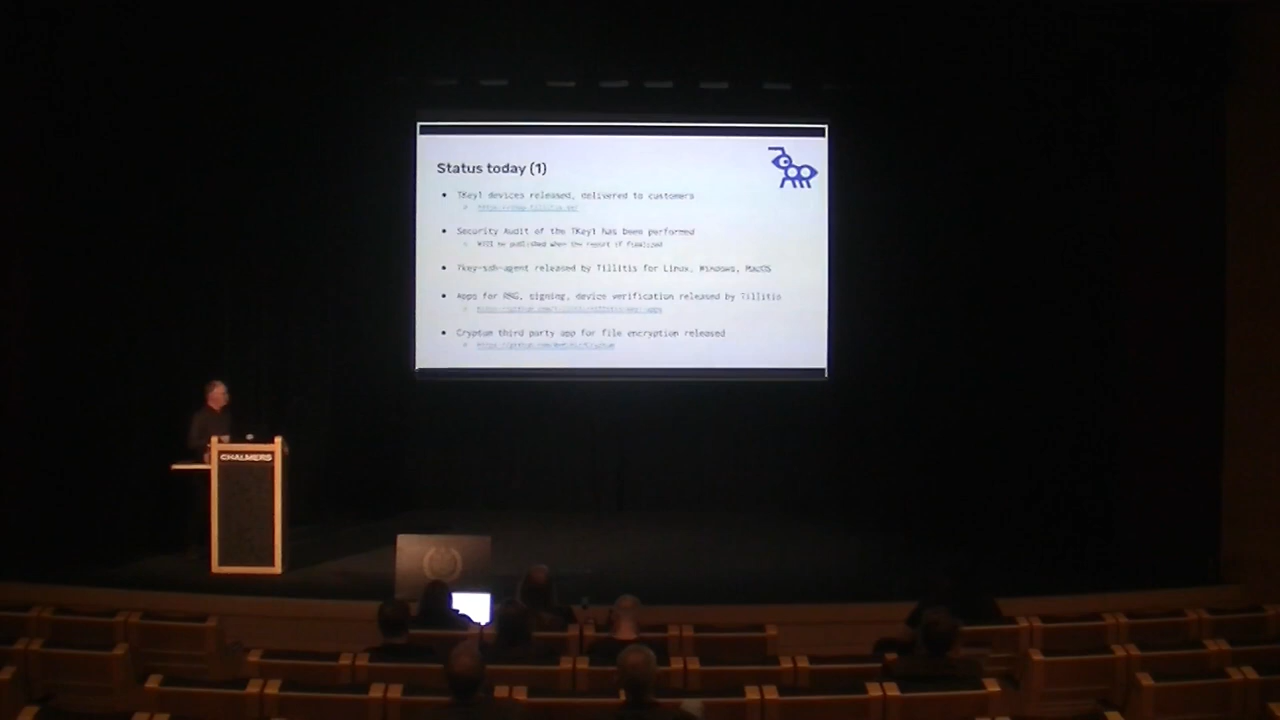 Status today (1)
TKey1 devices released, delivered to customers
Security Audit of the TKey1 has been performed
Will be published when the report if finalized
Tkey-ssh-agent released by Tillitis for Linux, Windows, MacOS
Apps for RNG, signing, device verification released by Tillitis
Cryptum third party app for file encryption released
CHALMERS